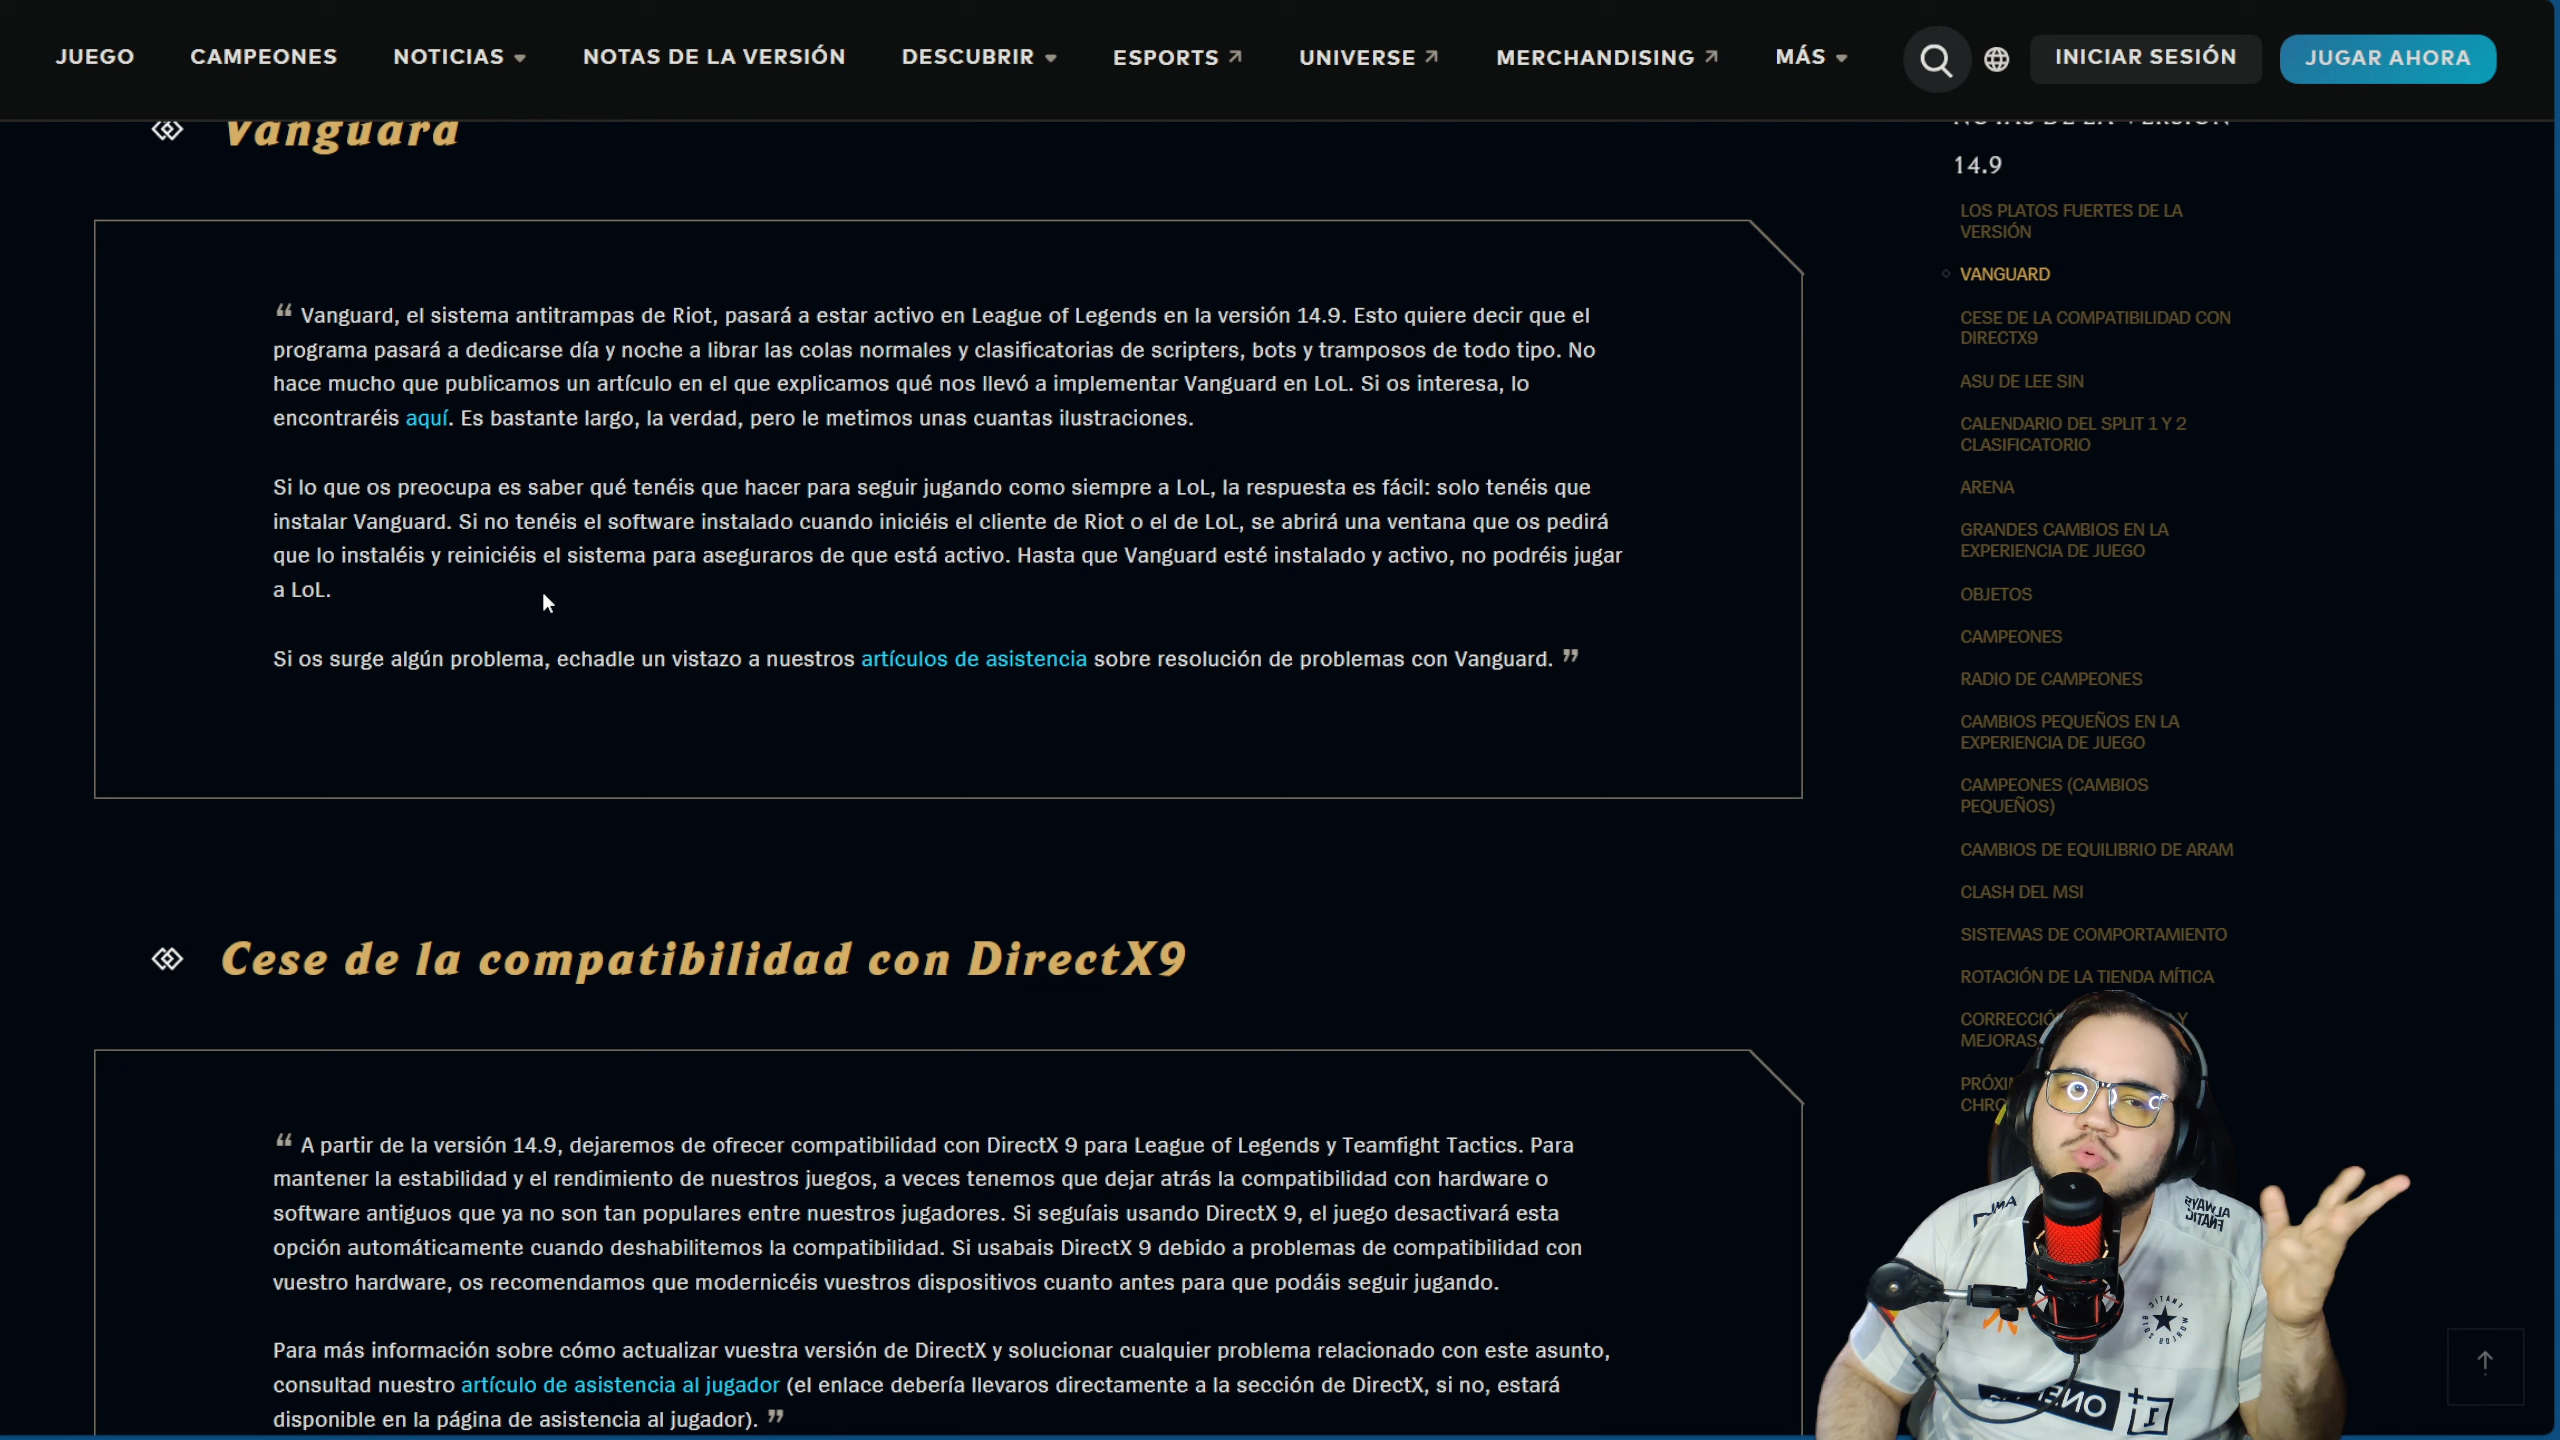 JUEGO CAMPEONES NOTICIAS NOTAS DE LA VERSIÓN DESCUBRIR ESPORTS UNIVERSE MERCHANDISING MÁS INICIAR SESIÓN JUGAR AHORA
Vanguard
“ Vanguard, el sistema antitrampas de Riot, pasará a estar activo en League of Legends en la versión 14.9. Esto quiere decir que el
programa pasará a dedicarse día y noche a librar las colas normales y clasificatorias de scripters, bots y tramposos de todo tipo. No
hace mucho que publicamos un artículo en el que explicamos qué nos llevó a implementar Vanguard en LoL. Si os interesa, lo
encontraréis aquí. Es bastante largo, la verdad, pero le metimos unas cuantas ilustraciones.
Si lo que os preocupa es saber qué tenéis que hacer para seguir jugando como siempre a LoL, la respuesta es fácil: solo tenéis que
instalar Vanguard. Si no tenéis el software instalado cuando iniciéis el cliente de Riot o el de LoL, se abrirá una ventana que os pedirá
que lo instaléis y reiniciéis el sistema para aseguraros de que está activo. Hasta que Vanguard esté instalado y activo, no podréis jugar
a LoL.
Si os surge algún problema, echadle un vistazo a nuestros artículos de asistencia sobre resolución de problemas con Vanguard. ”
Cese de la compatibilidad con DirectX9
“ A partir de la versión 14.9, dejaremos de ofrecer compatibilidad con DirectX 9 para League of Legends y Teamfight Tactics. Para
mantener la estabilidad y el rendimiento de nuestros juegos, a veces tenemos que dejar atrás la compatibilidad con hardware o
software antiguos que ya no son tan populares entre nuestros jugadores. Si seguíais usando DirectX 9, el juego desactivará esta
opción automáticamente cuando deshabilitemos la compatibilidad. Si usabais DirectX 9 debido a problemas de compatibilidad con
vuestro hardware, os recomendamos que modernicéis vuestros dispositivos cuanto antes para que podáis seguir jugando.
Para más información sobre cómo actualizar vuestra versión de DirectX y solucionar cualquier problema relacionado con este asunto,
consultad nuestro artículo de asistencia al jugador (el enlace debería llevaros directamente a la sección de DirectX, si no, estará
disponible en la página de asistencia al jugador). ”
NOTAS DE LA VERSIÓN
14.9
LOS PLATOS FUERTES DE LA
VERSIÓN
VANGUARD
CESE DE LA COMPATIBILIDAD CON
DIRECTX9
ASU DE LEE SIN
CALENDARIO DEL SPLIT 1 Y 2
CLASIFICATORIO
ARENA
GRANDES CAMBIOS EN LA
EXPERIENCIA DE JUEGO
OBJETOS
CAMPEONES
RADIO DE CAMPEONES
CAMBIOS PEQUEÑOS EN LA
EXPERIENCIA DE JUEGO
CAMPEONES (CAMBIOS
PEQUEÑOS)
CAMBIOS DE EQUILIBRIO DE ARAM
CLASH DEL MSI
SISTEMAS DE COMPORTAMIENTO
ROTACIÓN DE LA TIENDA MÍTICA
Y
MEJORAS
ALWAYS
FNATIC